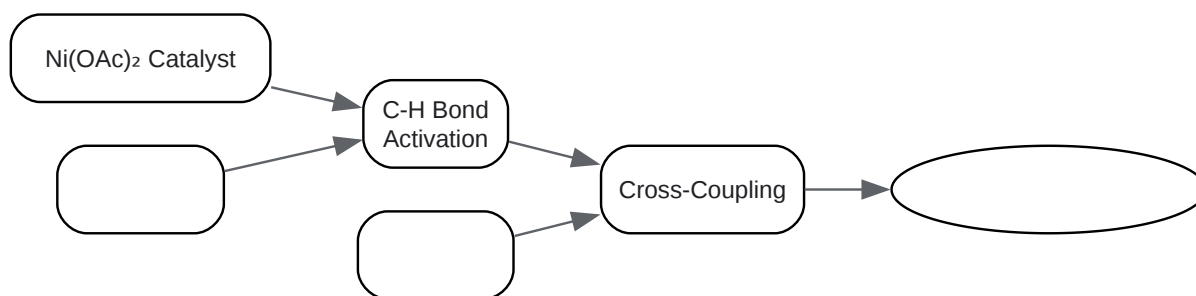 Ni(OAc)₂ Catalyst
C-H Bond
Activation
Cross-Coupling